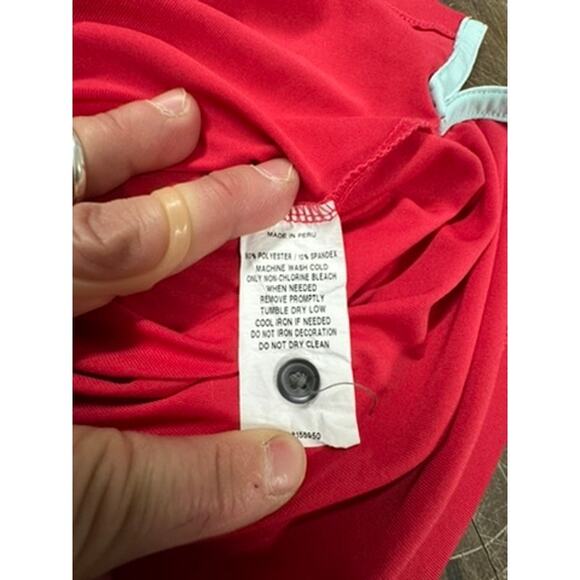 MADE IN PERU
POLYESTER / 10% SPANDEX
MACHINE WASH COLD
ONLY NON-CHLORINE BLEACH
WHEN NEEDED
REMOVE PROMPTLY
TUMBLE DRY LOW
COOL IRON IF NEEDED
DO NOT IRON DECORATION
DO NOT DRY CLEAN